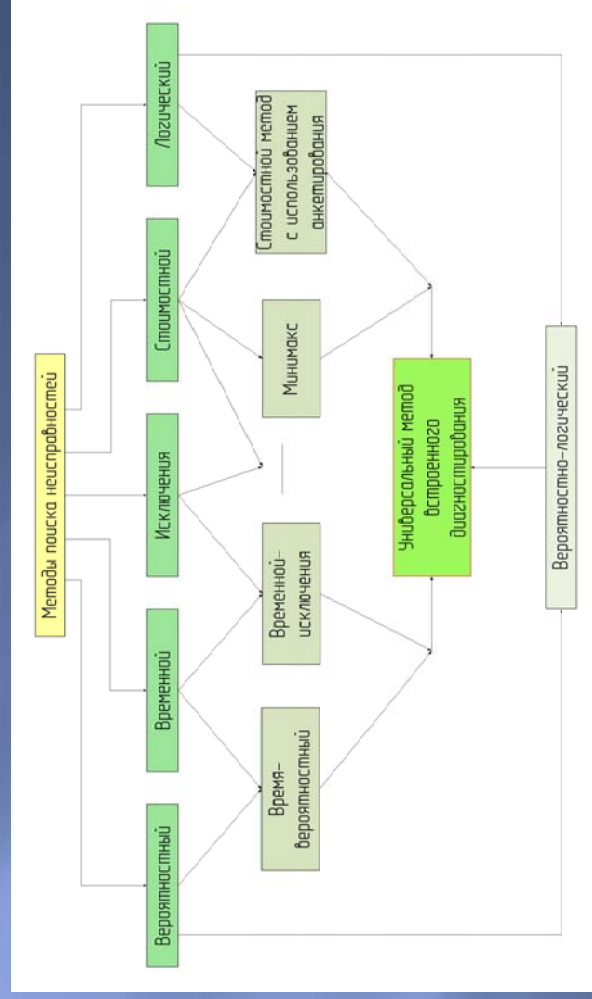 Методы поиска неисправностей
Вероятностный
Временной
Исключения
Стоимостной
Логический
Время-
вероятностный
Временной-
исключения
Минимакс
Стоимостной метод
с использованием
анкетирования
Универсальный метод
встроенного
диагностирования
Вероятностно-логический